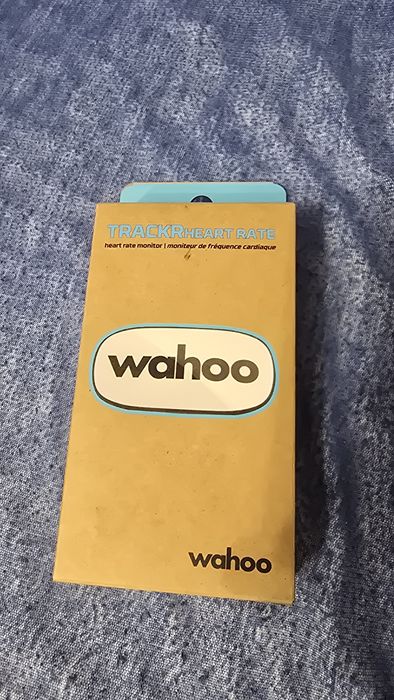 TRACKR HEART RATE
heart rate monitor | moniteur de fréquence cardiaque
wahoo
wahoo